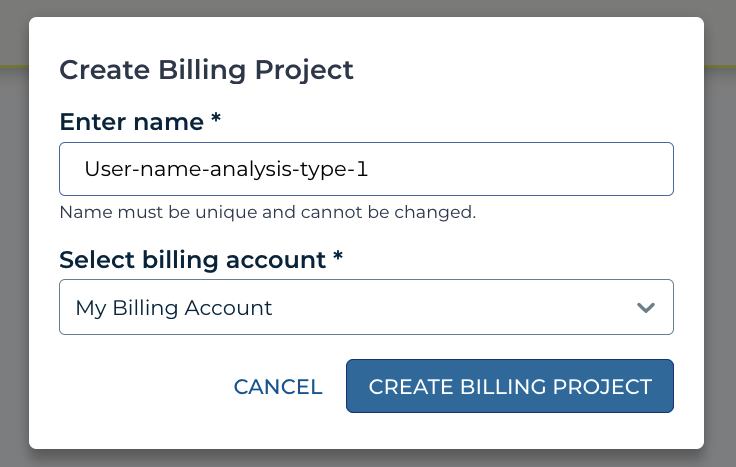 Create Billing Project
Enter name *
User-name-analysis-type-1
Name must be unique and cannot be changed.
Select billing account *
My Billing Account
CANCEL
CREATE BILLING PROJECT